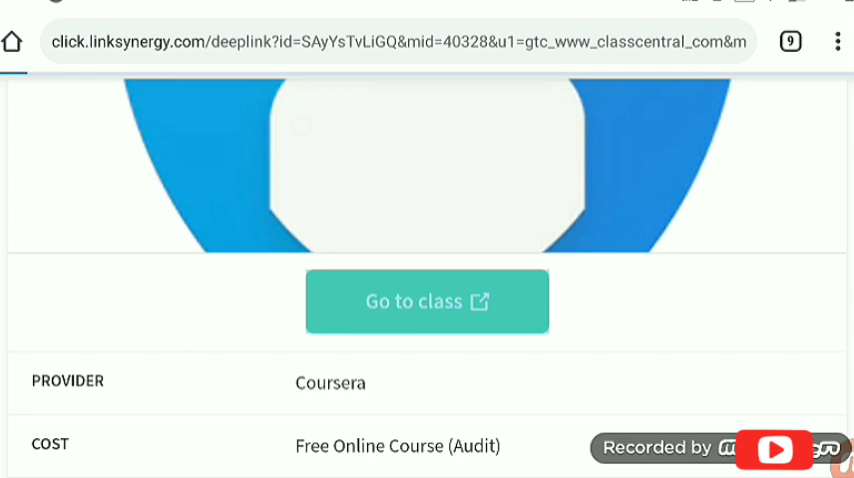 click.linksynergy.com/deeplink?id=SAyYsTvLiGQ&mid=40328&u1=gtc_www_classcentral_com&m
9
Go to class
PROVIDER
Coursera
COST
Free Online Course (Audit)
Recorded by